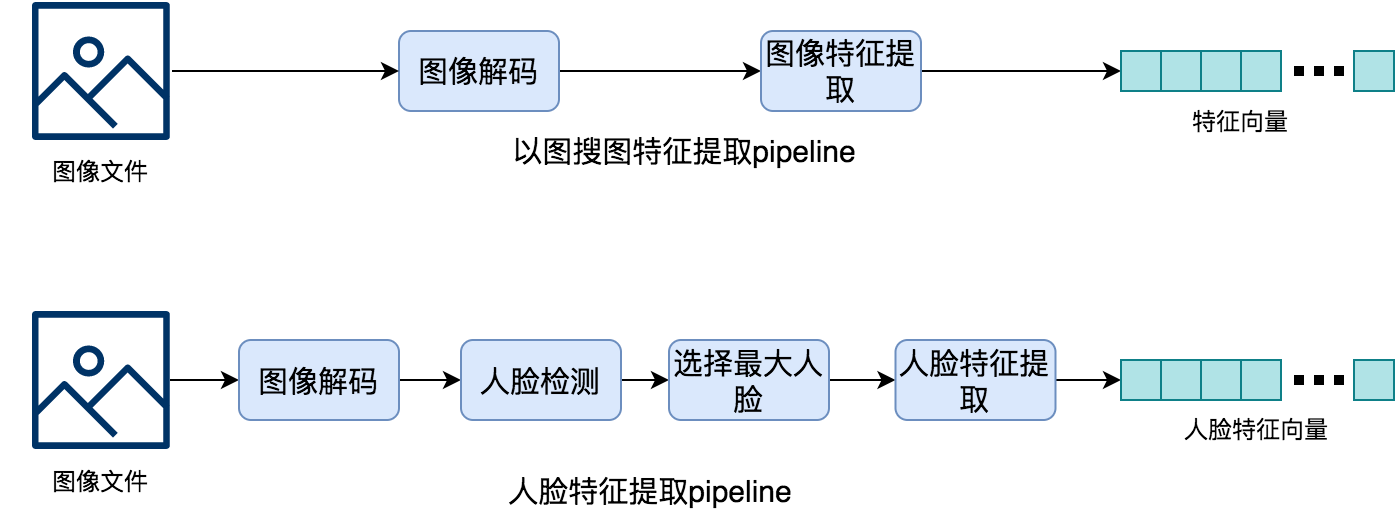 图像解码
图像特征提
取
特征向量
以图搜图特征提取pipeline
图像文件
图像解码
人脸检测
选择最大人
脸
人脸特征提
取
人脸特征向量
图像文件
人脸特征提取pipeline